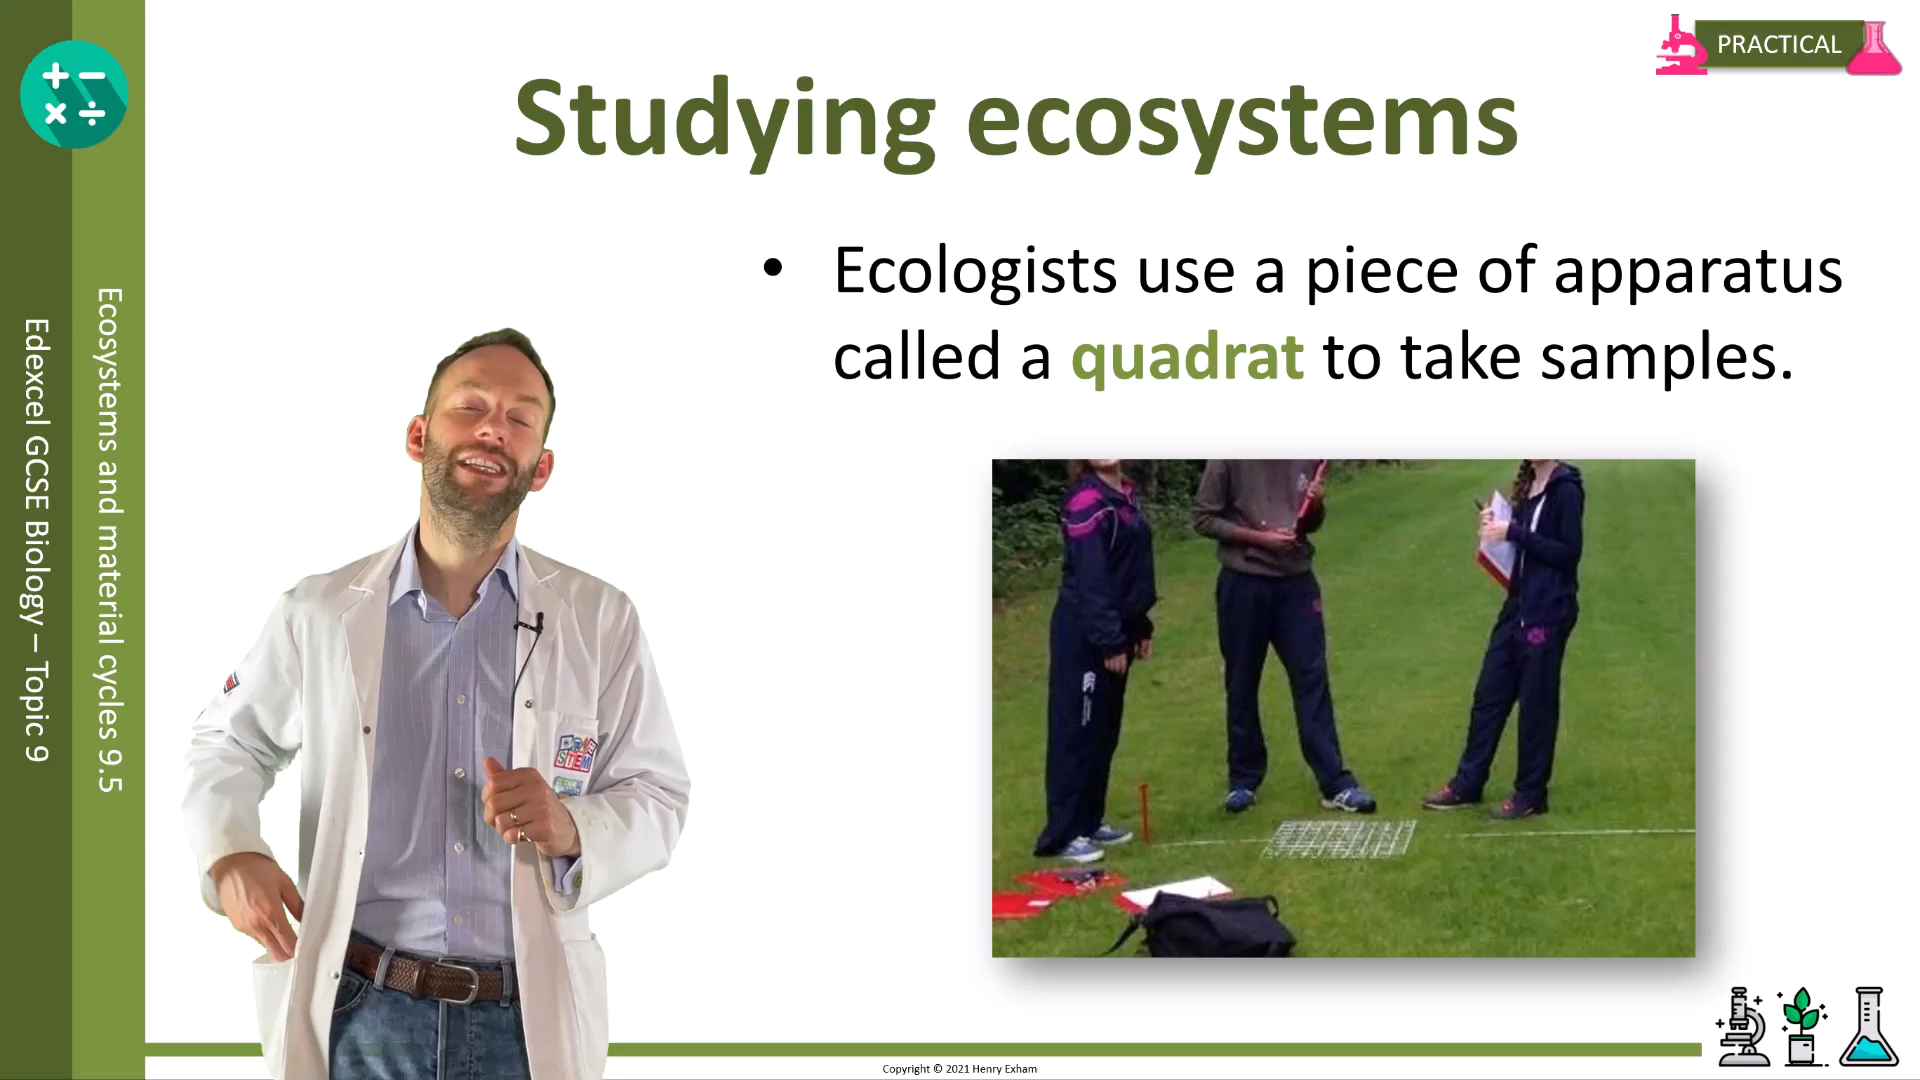 PRACTICAL
Studying ecosystems
• Ecologists use a piece of apparatus
called a quadrat to take samples.
Ecosystems and material cycles 9.5
Edexcel GCSE Biology – Topic 9
STEM
Copyright © 2021 Henry Exham